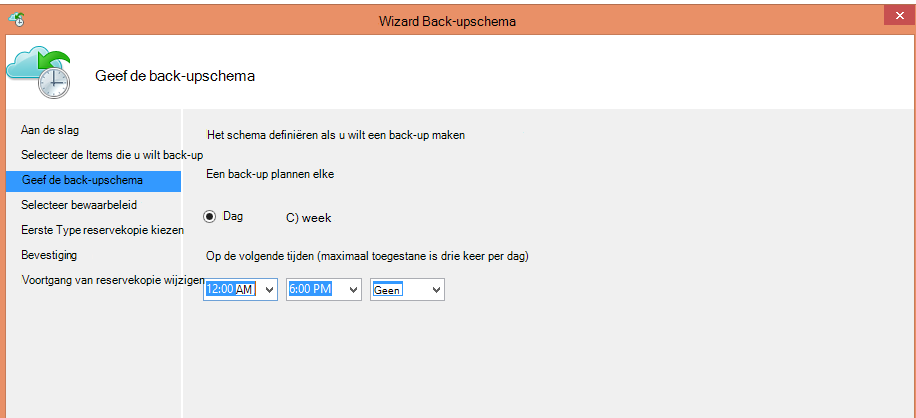 Wizard Back-upschema
Geef de back-upschema
Aan de slag
Selecteer de Items die u wilt back-up
Geef de back-upschema
Selecteer bewaarbeleid
Eerste Type reservekopie kiezen
Bevestiging
Voortgang van reservekopie wijzigen
Het schema definiëren als u wilt een back-up maken
Een back-up plannen elke
Dag C) week
Op de volgende tijden (maximaal toegestane is drie keer per dag)
12:00 AM 6:00 PM Geen